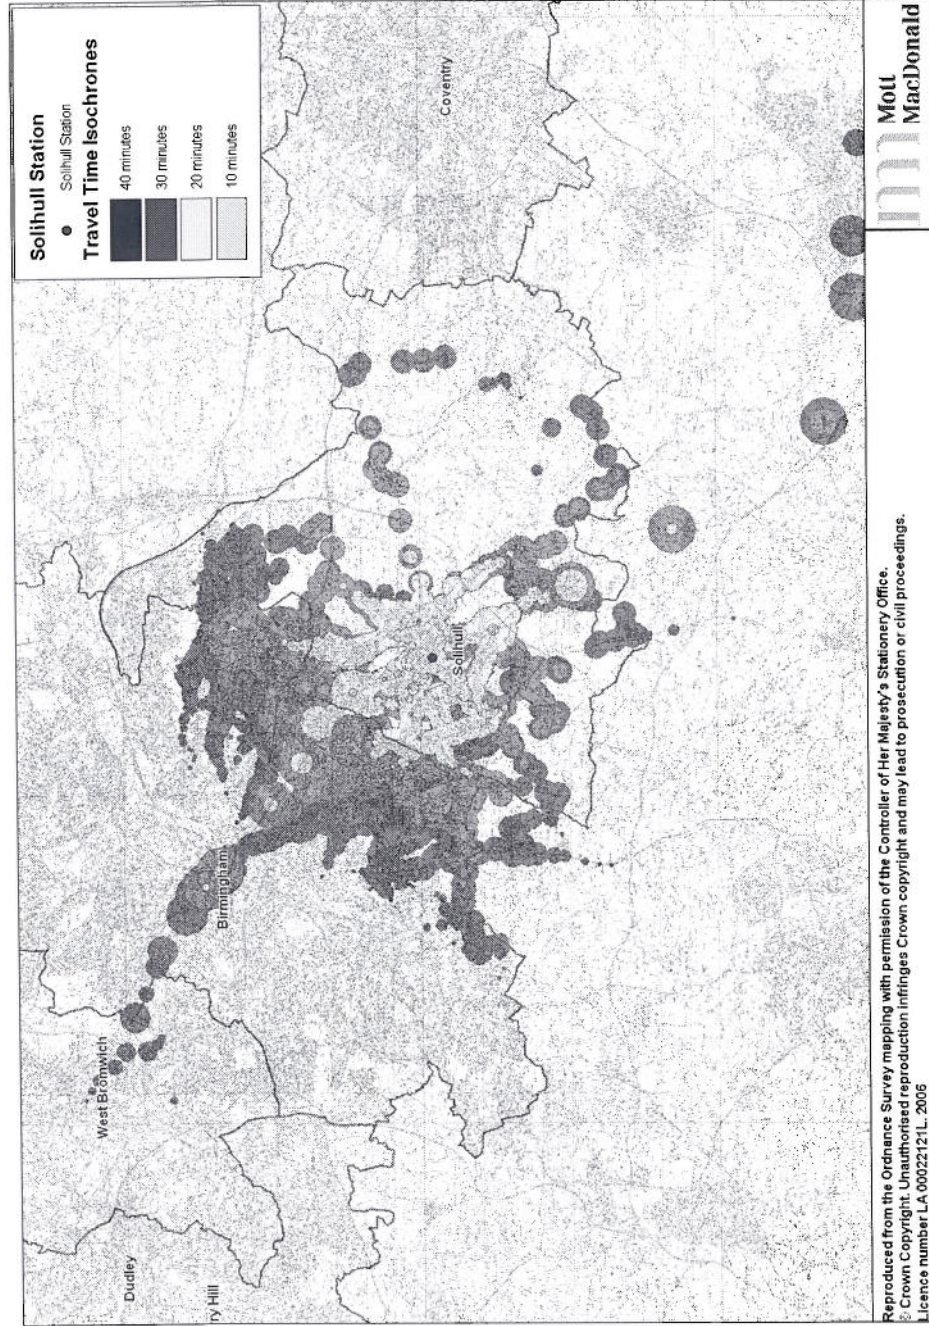 Solihull Station
Solihull Station
Travel Time Isochrones
40 minutes
30 minutes
20 minutes
10 minutes
Coventry
Solihull
Birmingham
West Bromwich
Dudley
ry Hill
Reproduced from the Ordnance Survey mapping with permission of the Controller of Her Majesty's Stationery Office.
© Crown Copyright. Unauthorised reproduction infringes Crown copyright and may lead to prosecution or civil proceedings.
Licence number LA 00022121L. 2006
Mott
MacDonald